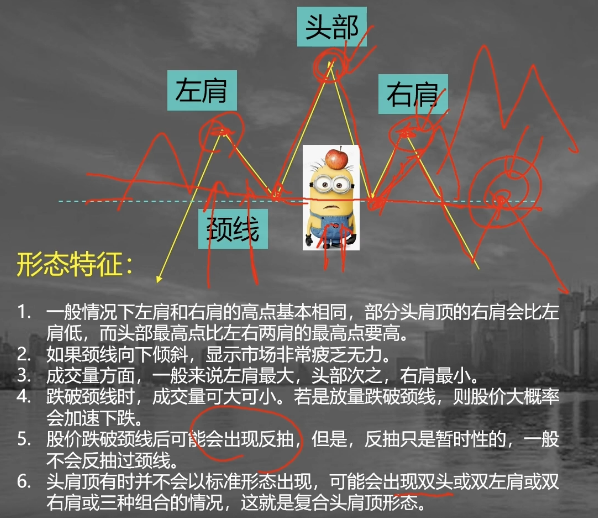 头部
左肩
右肩
颈线
形态特征：
1. 一般情况下左肩和右肩的高点基本相同，部分头肩顶的右肩会比左
肩低，而头部最高点比左右两肩的最高点要高。
2. 如果颈线向下倾斜，显示市场非常疲乏无力。
3. 成交量方面，一般来说左肩最大，头部次之，右肩最小。
4. 跌破颈线时，成交量可大可小。若是放量跌破颈线，则股价大概率
会加速下跌。
5. 股价跌破颈线后可能会出现反抽，但是，反抽只是暂时性的，一般
不会反抽过颈线。
6. 头肩顶有时并不会以标准形态出现，可能会出现双头或双左肩或双
右肩或三种组合的情况，这就是复合头肩顶形态。